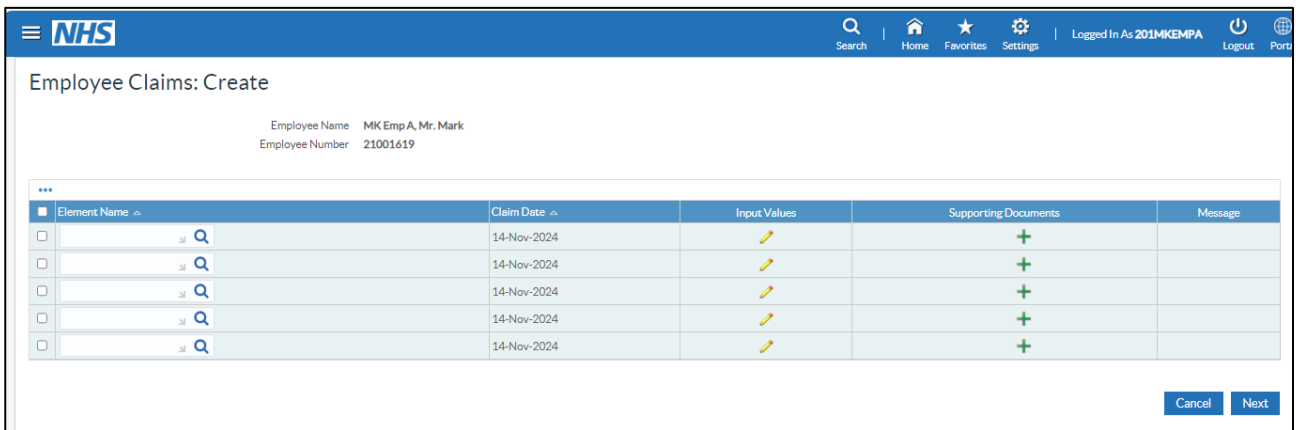 NHS
Search | Home Favorites Settings | Logged In As 201MKEMPA Logout Porta
Employee Claims: Create
Employee Name MK Emp A, Mr. Mark
Employee Number 21001619
Element Name Claim Date Input Values Supporting Documents Message
14-Nov-2024
14-Nov-2024
14-Nov-2024
14-Nov-2024
14-Nov-2024
Cancel Next